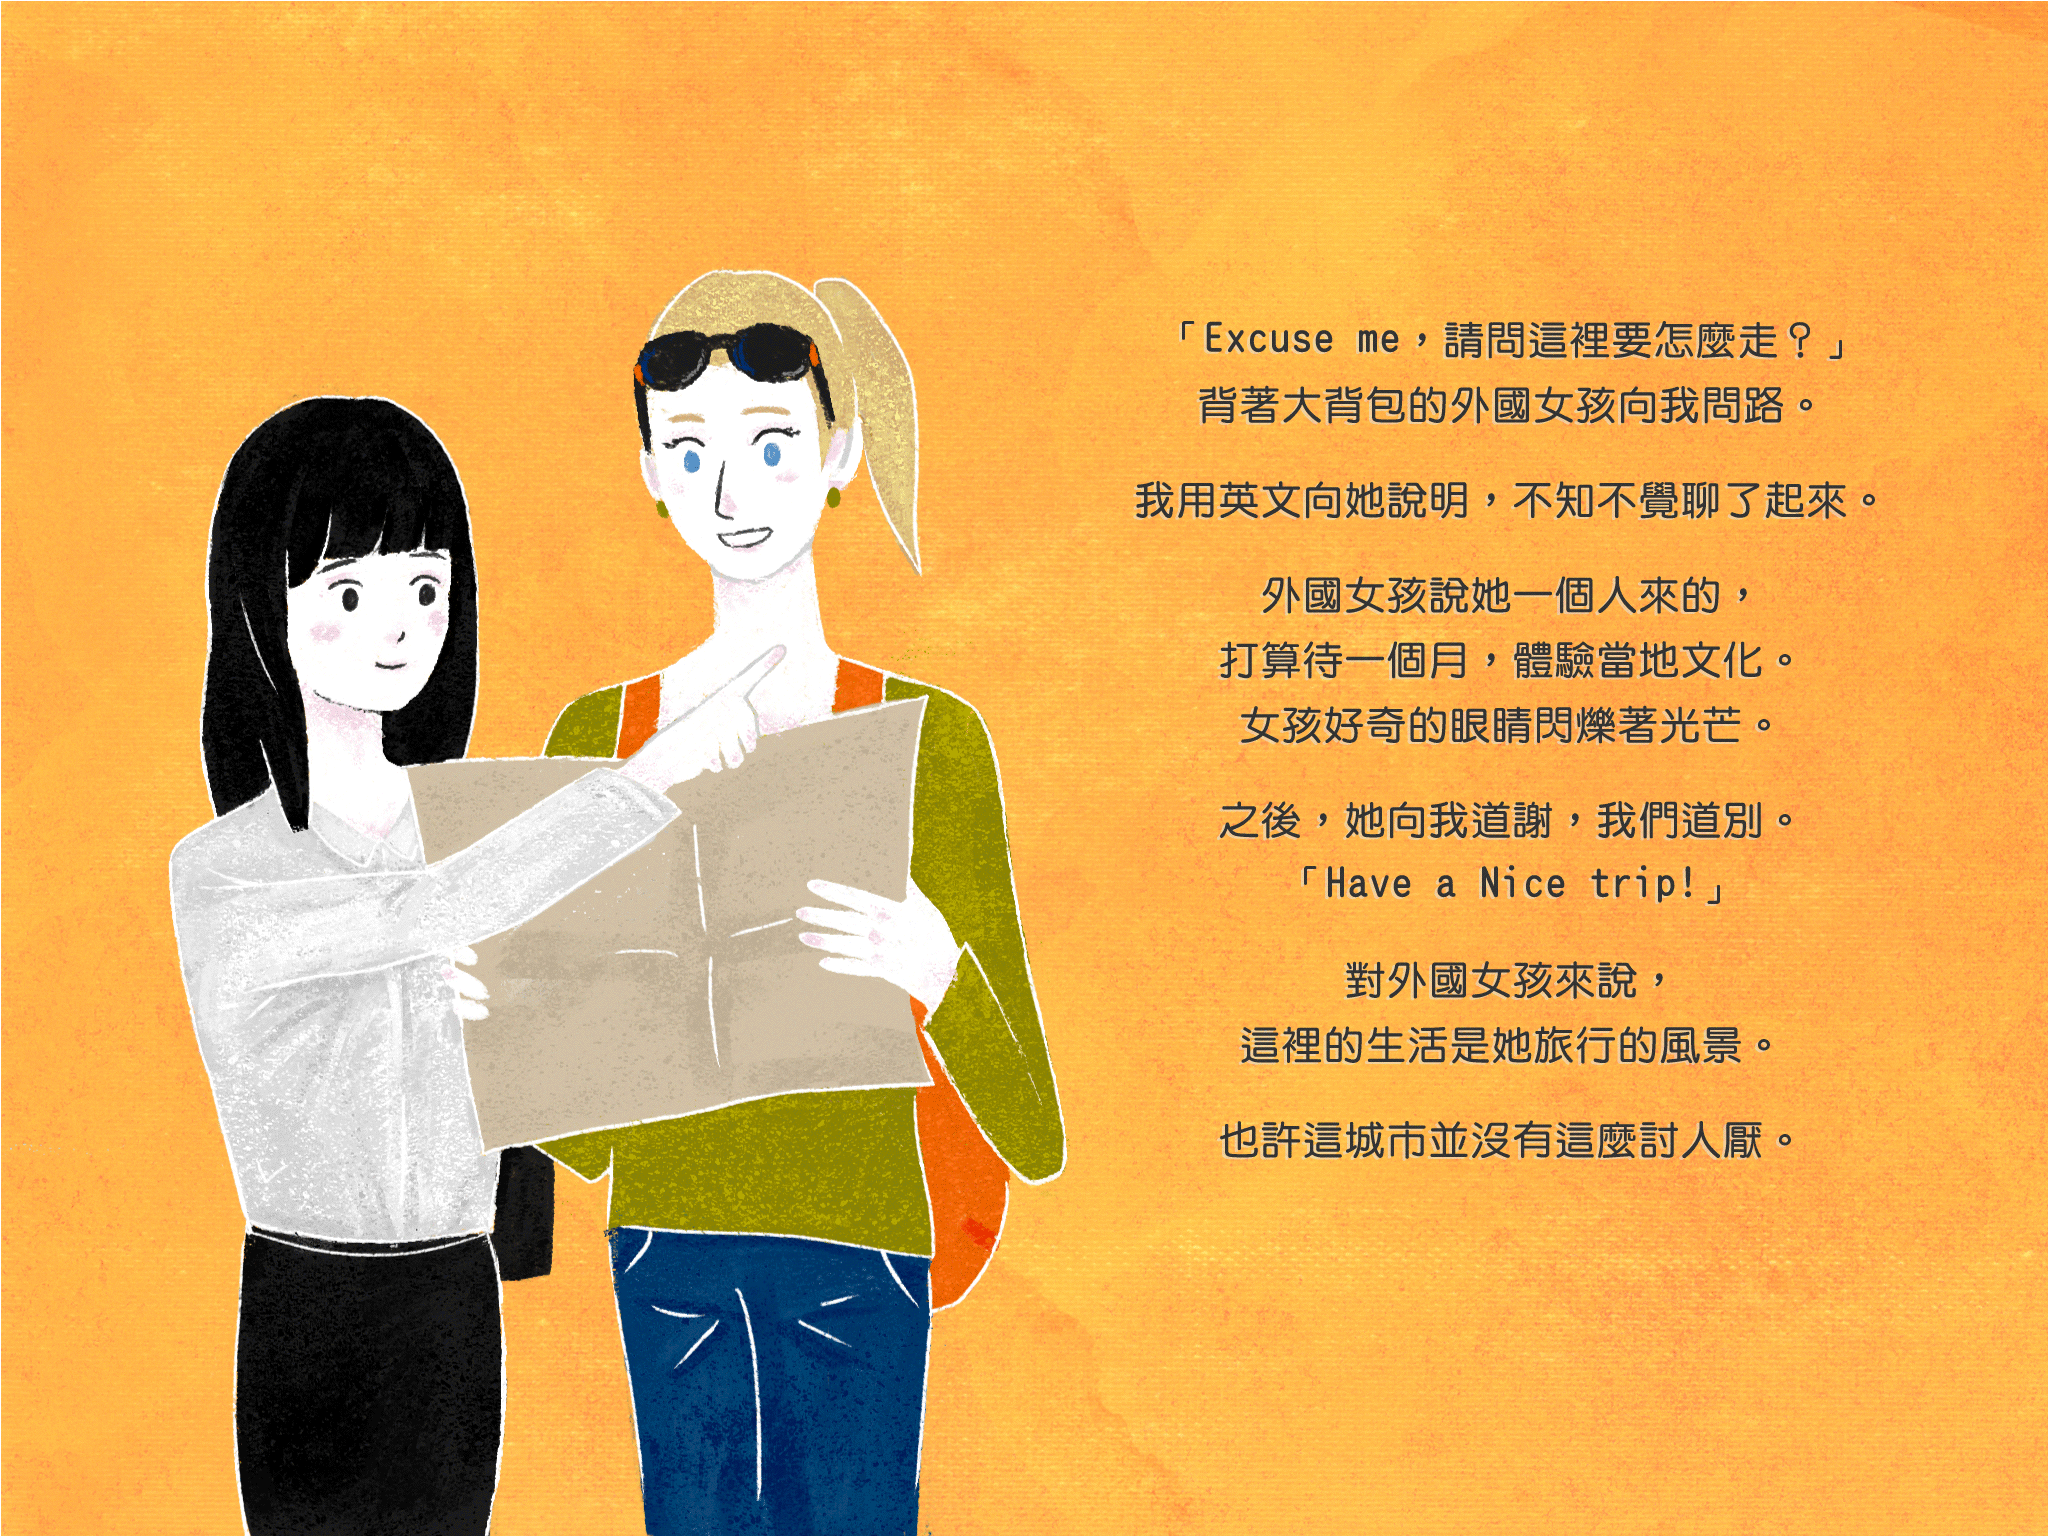 「Excuse me，請問這裡要怎麼走？」
背著大背包的外國女孩向我問路。
我用英文向她說明，不知不覺聊了起來。
外國女孩說她一個人來的，
打算待一個月，體驗當地文化。
女孩好奇的眼睛閃爍著光芒。
之後，她向我道謝，我們道別。
「Have a Nice trip!」
對外國女孩來說，
這裡的生活是她旅行的風景。
也許這城市並沒有這麼討人厭。